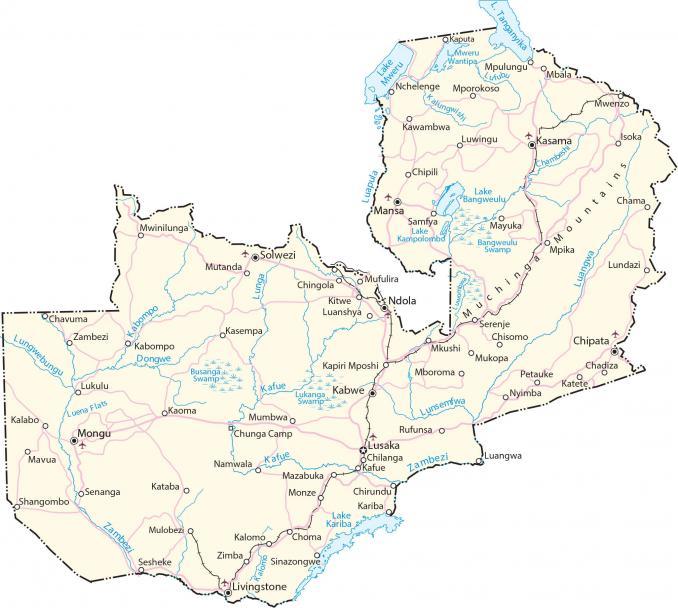 L. Tanganyika
Kaputa
Lake
Mweru
L. Mweru
Wantipa
Mpulungu
Mbala
Lufubu
Nchelenge
Mporokoso
Kalungwishi
Mwenzo
Kawambwa
Luwingu
Kasama
Isoka
Chambeshi
Chipili
Luapula
Mansa
Lake
Bangweulu
Samfya
Lake
Kampolombo
Mayuka
Bangweulu
Swamp
Chama
Muchinga Mountains
Mpika
Luangwa
Lundazi
Mwinilunga
Solwezi
Mutanda
Lunga
Mufulira
Chingola
Kitwe
Ndola
Luanshya
Serenje
Chavuma
Kabompo
Zambezi
Kabompo
Kasempa
Lungwebungu
Dongwe
Mkushi
Chisomo
Mukopa
Chipata
Busanga
Swamp
Kapiri Mposhi
Mboroma
Petauke
Chadiza
Katete
Lukulu
Kafue
Lukanga
Swamp
Kabwe
Nyimba
Luena Flats
Kaoma
Lunsemfwa
Kalabo
Mumbwa
Mongu
Chunga Camp
Rufunsa
Lusaka
Mavua
Chilanga
Namwala
Kafue
Kafue
Zambezi
Luangwa
Senanga
Kataba
Mazabuka
Chirundu
Shangombo
Monze
Kariba
Lake
Kariba
Zambezi
Mulobezi
Kalomo
Choma
Sesheke
Zimba
Kalomo
Sinazongwe
Livingstone